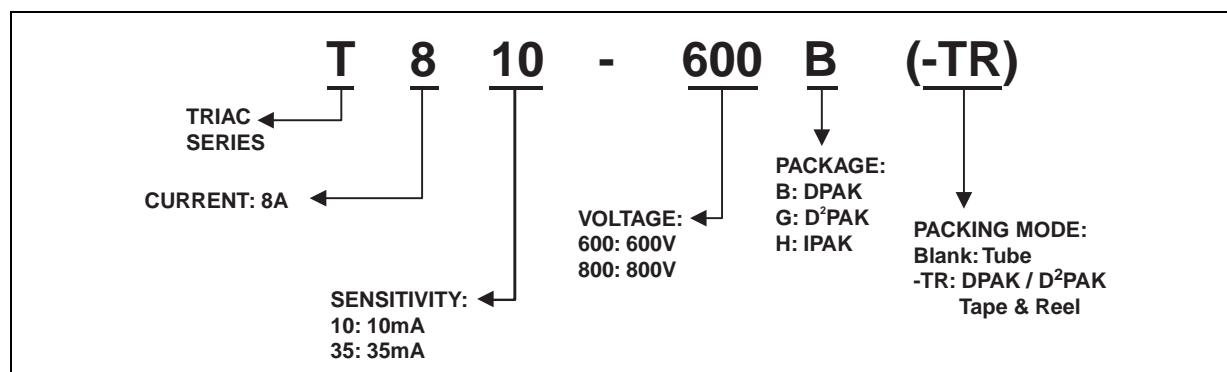 T 8 10 - 600 B (-TR)
TRIAC
SERIES
CURRENT: 8A
SENSITIVITY:
10: 10mA
35: 35mA
VOLTAGE:
600: 600V
800: 800V
PACKAGE:
B: DPAK
G: D²PAK
H: IPAK
PACKING MODE:
Blank: Tube
-TR: DPAK / D²PAK
Tape & Reel